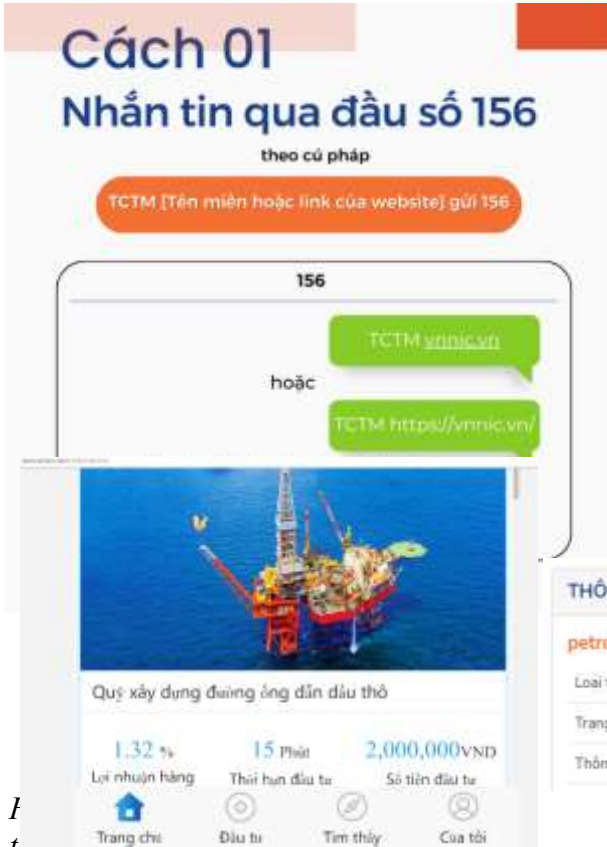 Cách 01
Nhắn tin qua đầu số 156
theo cú pháp
TCTM [Tên miền hoặc link của website] gửi 156
156
TCTM vnnic.vn
hoặc
TCTM https://vnnic.vn/
THÔ
petr
Quỹ xây dựng đường ống dẫn dầu thô
Loại
Trang
1.32 % 15 Phút 2,000,000VND
Thôn
Lợi nhuận hàng Thời hạn đầu tư Số tiền đầu tư
Trang chủ Đầu tư Tìm thấy Của tôi